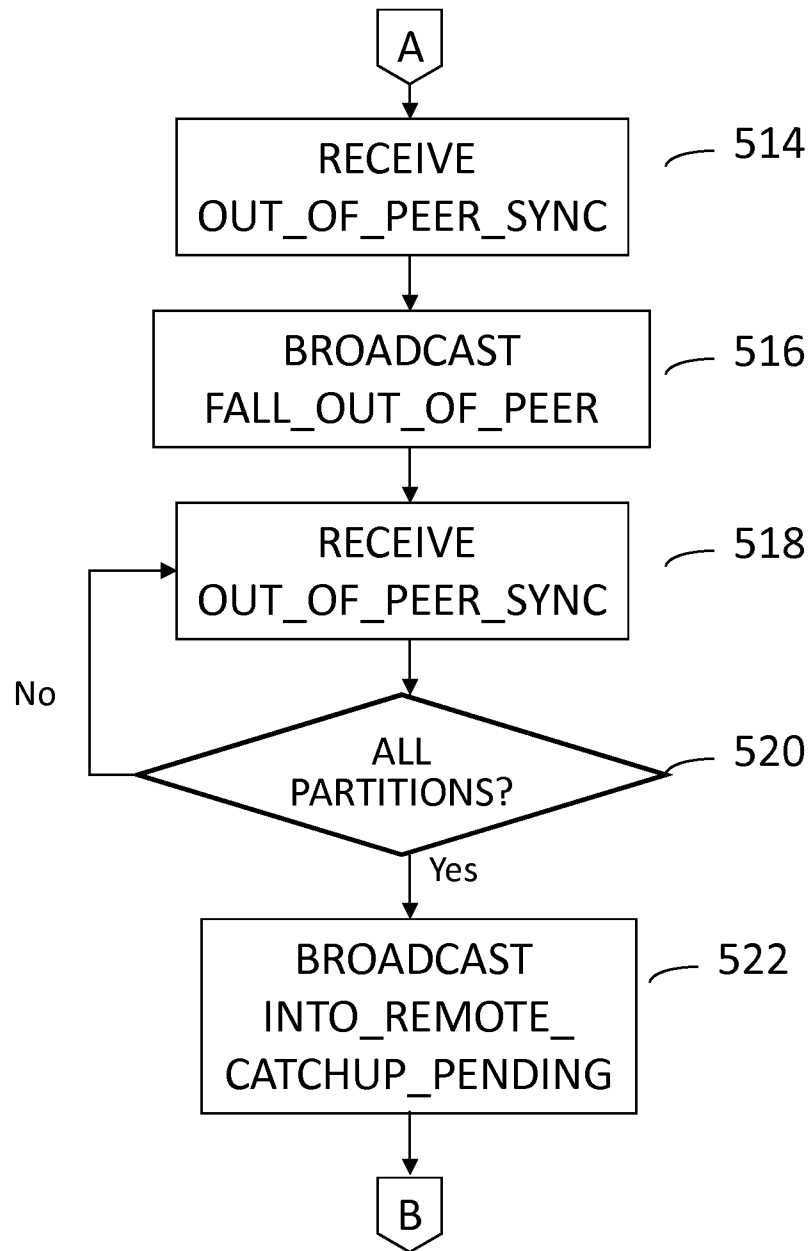 A
RECEIVE
OUT_OF_PEER_SYNC
514
BROADCAST
FALL_OUT_OF_PEER
516
RECEIVE
OUT_OF_PEER_SYNC
518
No
ALL
PARTITIONS?
520
Yes
BROADCAST
INTO_REMOTE_
CATCHUP_PENDING
522
B